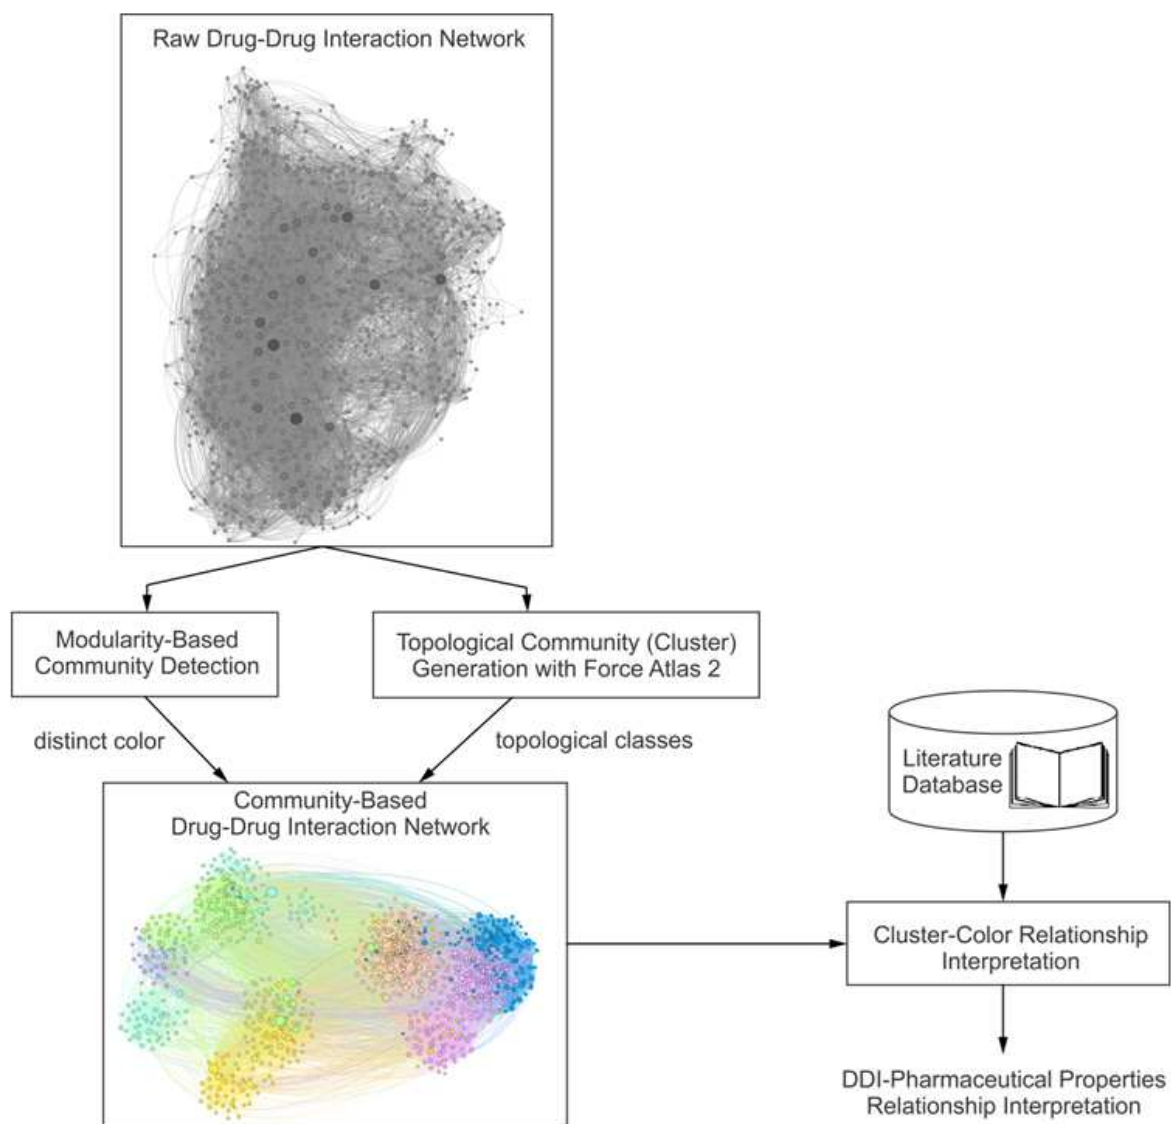 Raw Drug-Drug Interaction Network
Modularity-Based
Community Detection
Topological Community (Cluster)
Generation with Force Atlas 2
distinct color
topological classes
Community-Based
Drug-Drug Interaction Network
Literature
Database
Cluster-Color Relationship
Interpretation
DDI-Pharmaceutical Properties
Relationship Interpretation